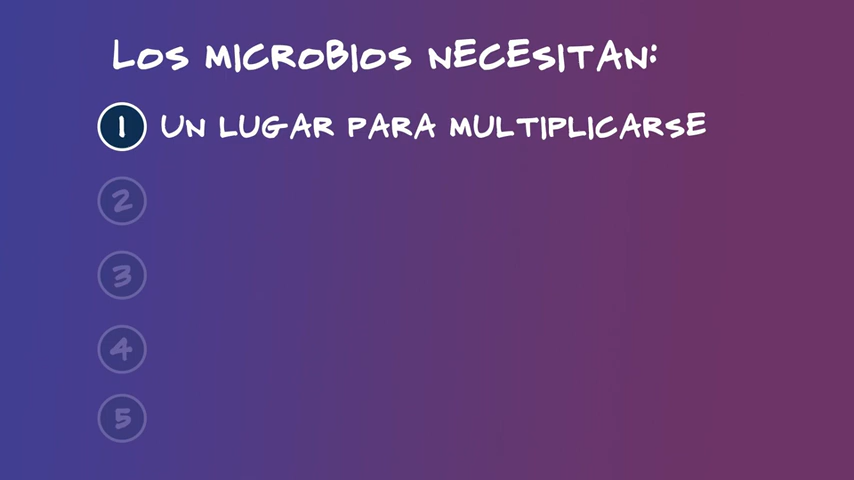 LOS MICROBIOS NECESITAN:
1 UN LUGAR PARA MULTIPLICARSE
2
3
4
5